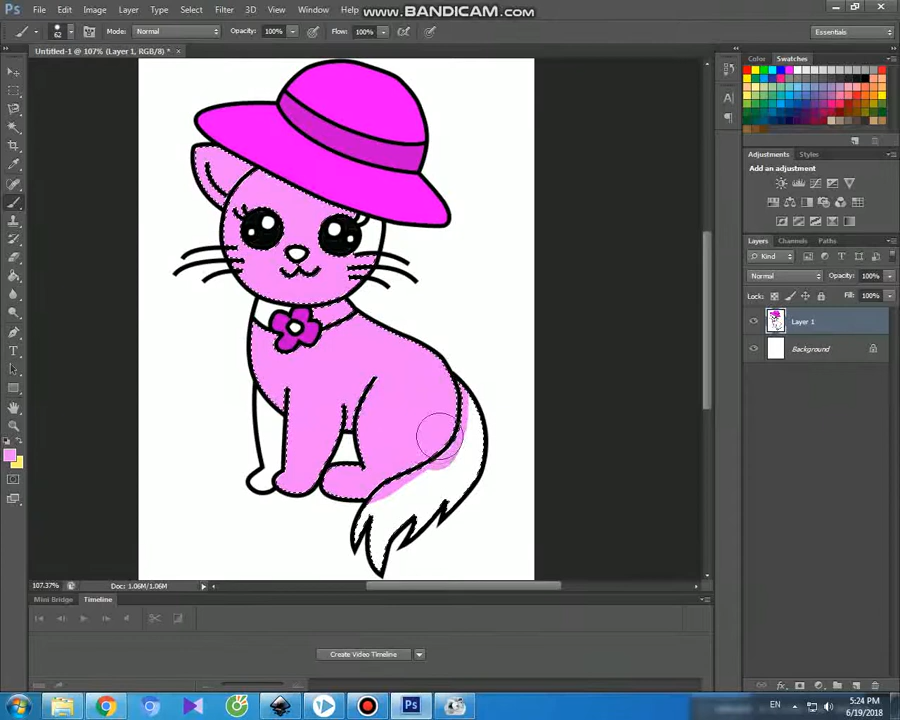 Ps File Edit Image Layer Type Select Filter 3D View Window Help www.BANDICAM.com
62 Mode: Normal Opacity: 100% Flow: 100% Essentials
Untitled-1 @ 107% (Layer 1, RGB/8) * ×
Color Swatches
Adjustments Styles
Add an adjustment
Layers Channels Paths
Kind
Normal Opacity: 100%
Lock: Fill: 100%
Layer 1
Background
107.37% Doc: 1.06M/1.06M
Mini Bridge Timeline
Create Video Timeline
Ps EN 5:24 PM
6/19/2018